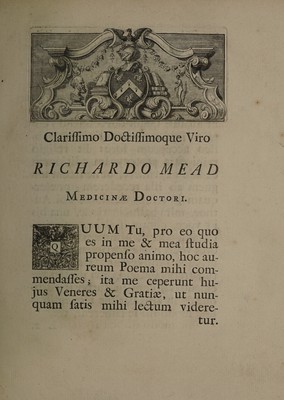 Clarissimo Doctissimoque Viro
RICHARDO MEAD
MEDICINÆ DOCTORI.
QUUM Tu, pro eo quo
es in me & mea studia
propenso animo, hoc au-
reum Poema mihi com-
mendasses; ita me ceperunt hu-
jus Veneres & Gratiæ, ut nun-
quam satis mihi lectum videre-
tur.